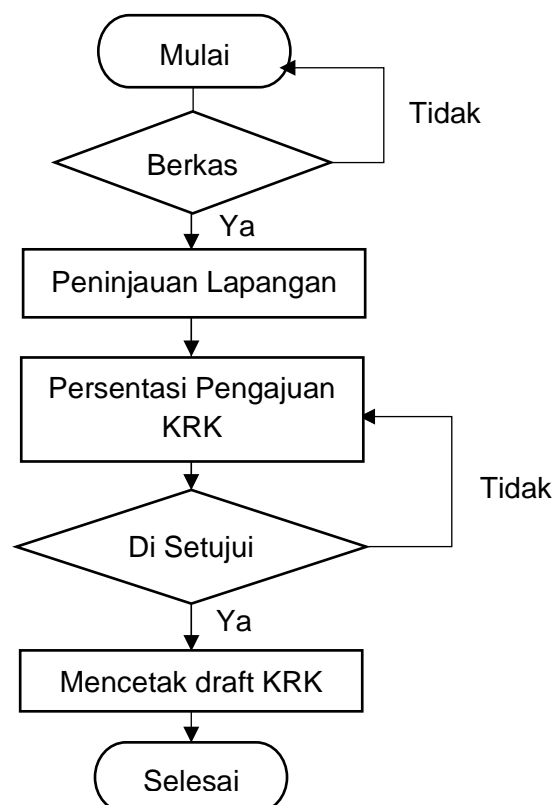 Mulai
Tidak
Berkas
Ya
Peninjauan Lapangan
Persentasi Pengajuan
KRK
Tidak
Di Setujui
Ya
Mencetak draft KRK
Selesai